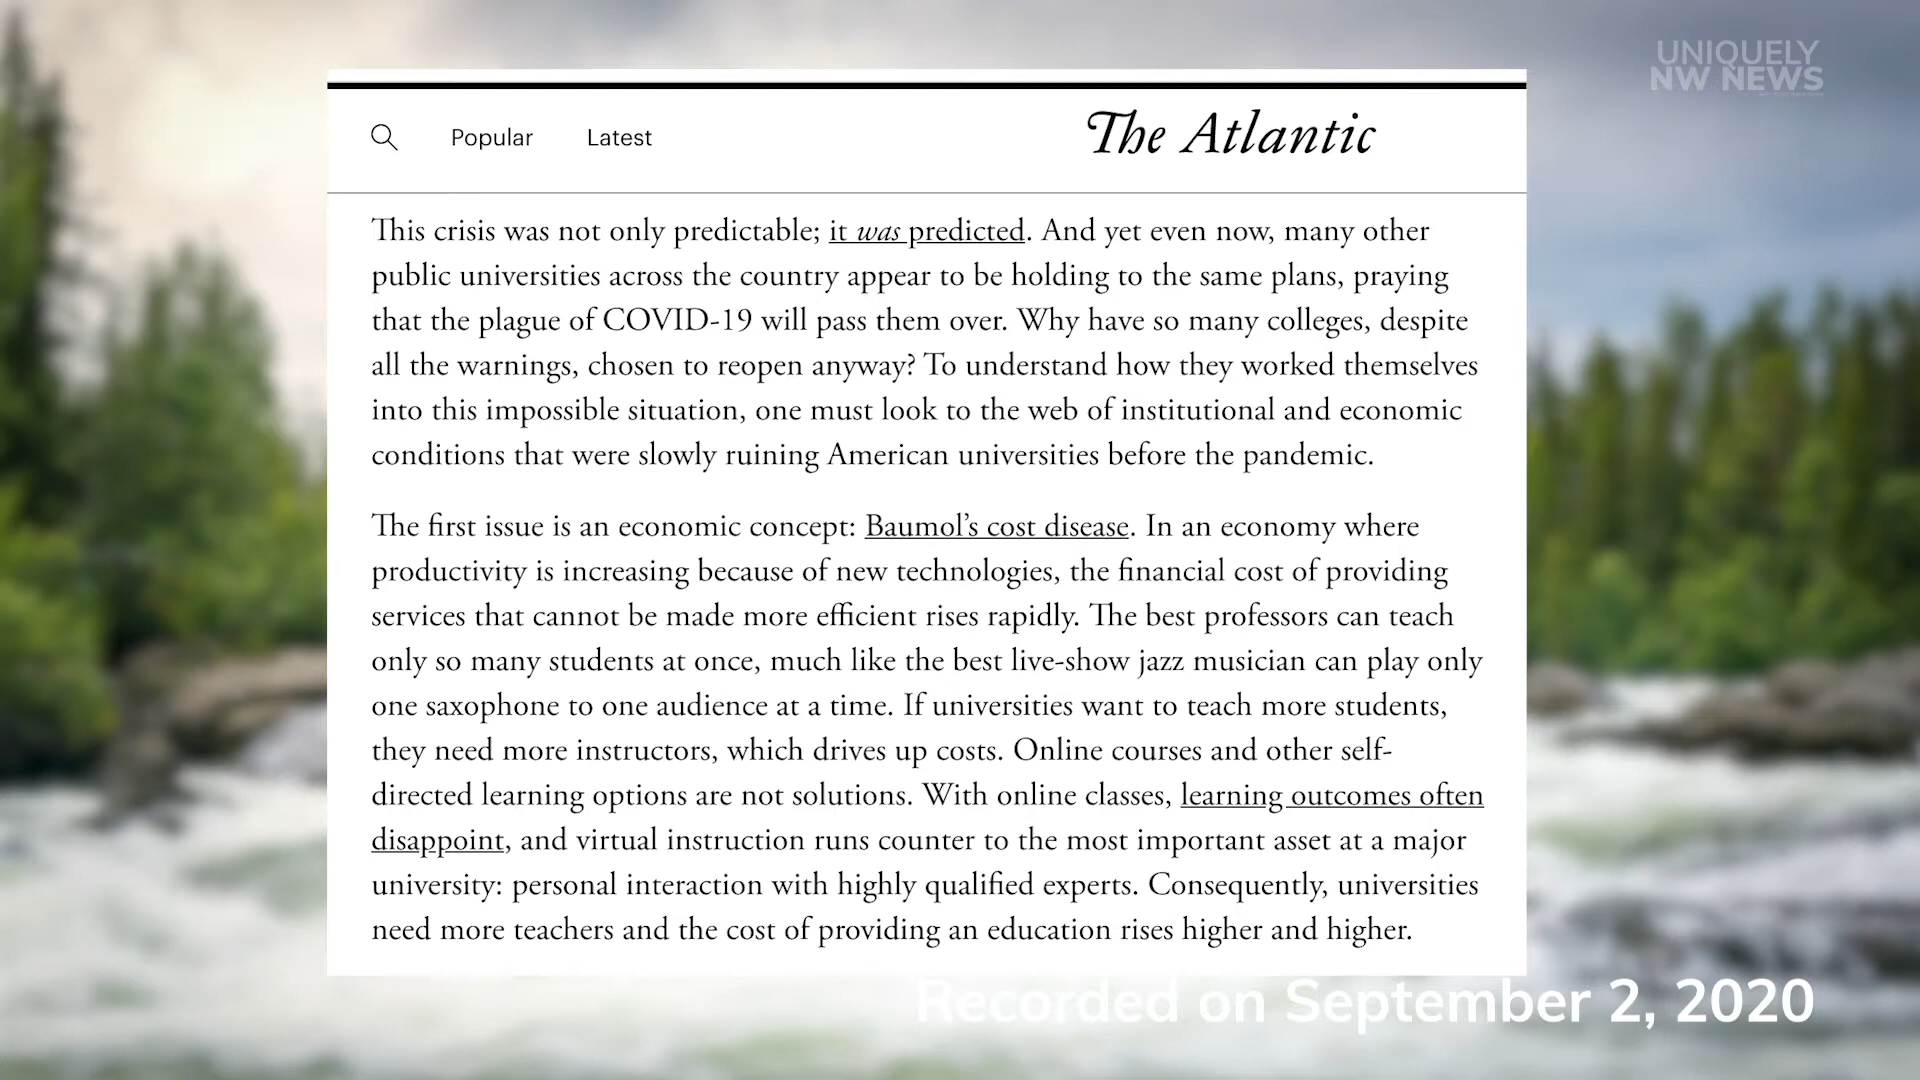 UNIQUELY
NW NEWS
Popular
Latest
The Atlantic
This crisis was not only predictable; it was predicted. And yet even now, many other
public universities across the country appear to be holding to the same plans, praying
that the plague of COVID-19 will pass them over. Why have so many colleges, despite
all the warnings, chosen to reopen anyway? To understand how they worked themselves
into this impossible situation, one must look to the web of institutional and economic
conditions that were slowly ruining American universities before the pandemic.
The first issue is an economic concept: Baumol’s cost disease. In an economy where
productivity is increasing because of new technologies, the financial cost of providing
services that cannot be made more efficient rises rapidly. The best professors can teach
only so many students at once, much like the best live-show jazz musician can play only
one saxophone to one audience at a time. If universities want to teach more students,
they need more instructors, which drives up costs. Online courses and other self-
directed learning options are not solutions. With online classes, learning outcomes often
disappoint, and virtual instruction runs counter to the most important asset at a major
university: personal interaction with highly qualified experts. Consequently, universities
need more teachers and the cost of providing an education rises higher and higher.
Recorded on September 2, 2020